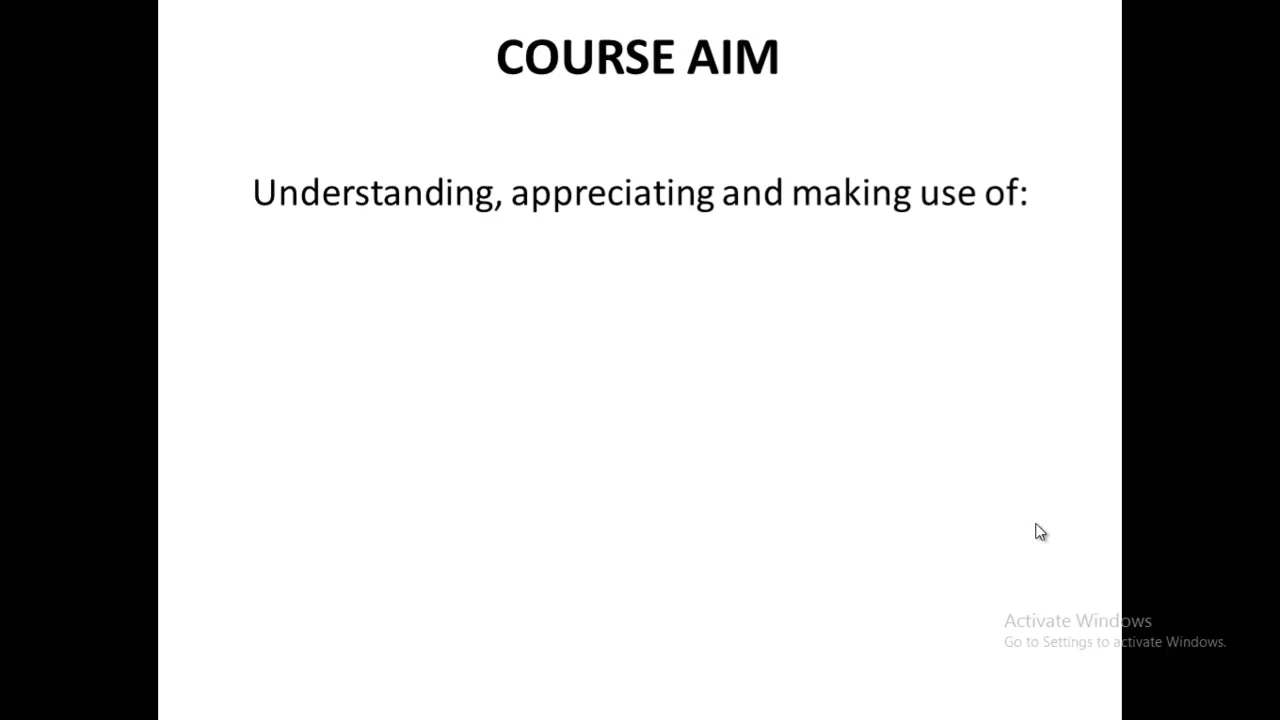 COURSE AIM
Understanding, appreciating and making use of:
Activate Windows
Go to Settings to activate Windows.